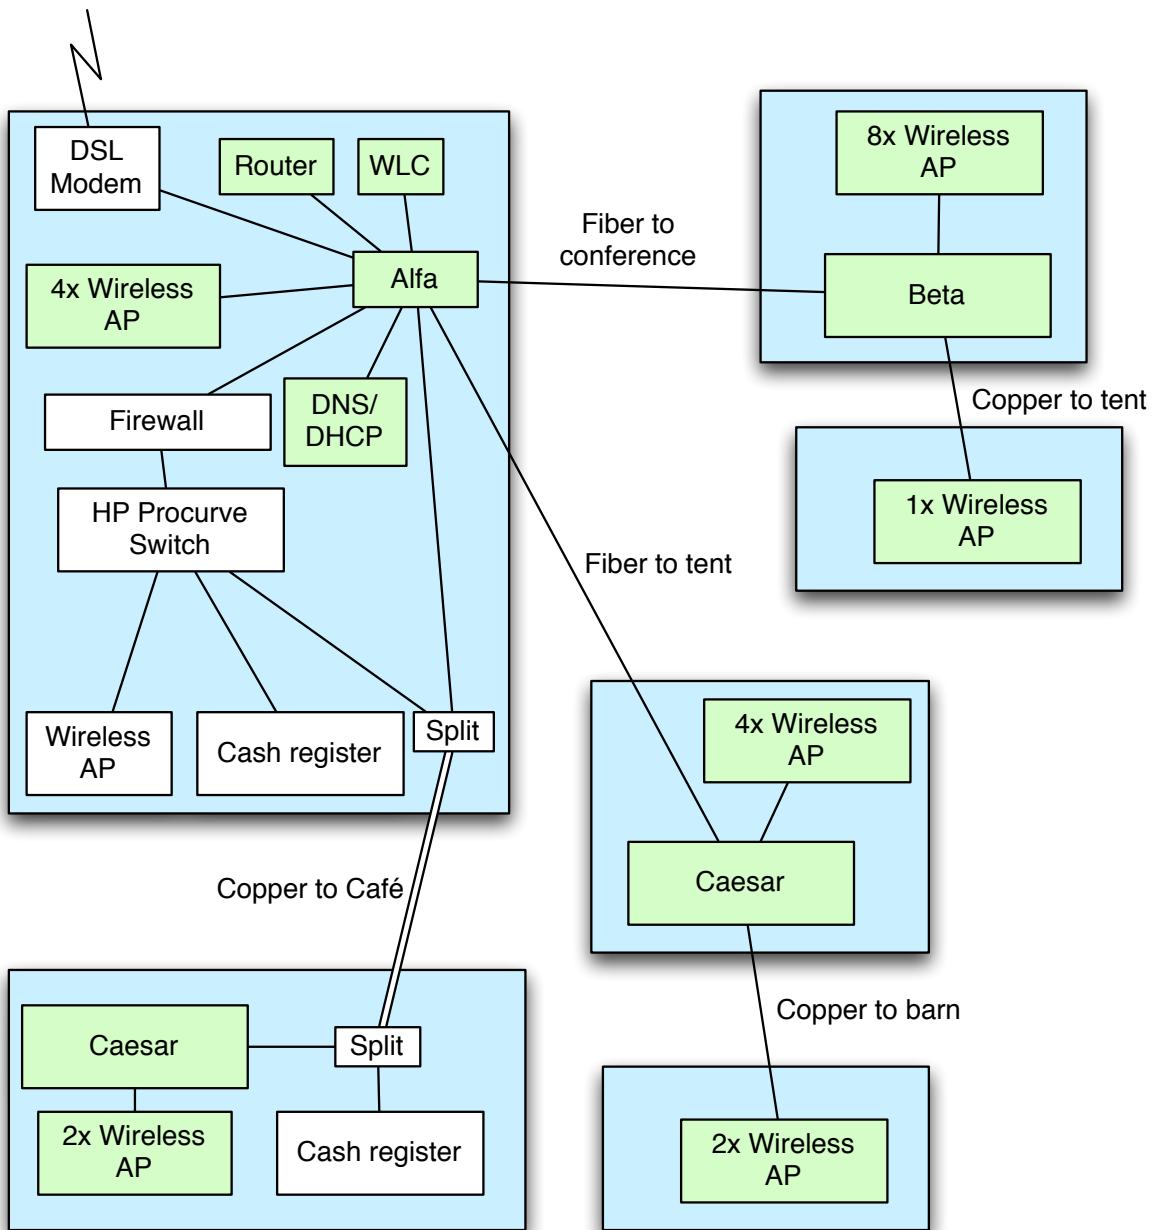 DSL
Modem
Router
WLC
4x Wireless
AP
Alfa
Firewall
DNS/
DHCP
HP Procurve
Switch
Wireless
AP
Cash register
Split
Fiber to
conference
8x Wireless
AP
Beta
Copper to tent
1x Wireless
AP
Fiber to tent
4x Wireless
AP
Caesar
Copper to barn
2x Wireless
AP
Copper to Café
Caesar
Split
2x Wireless
AP
Cash register